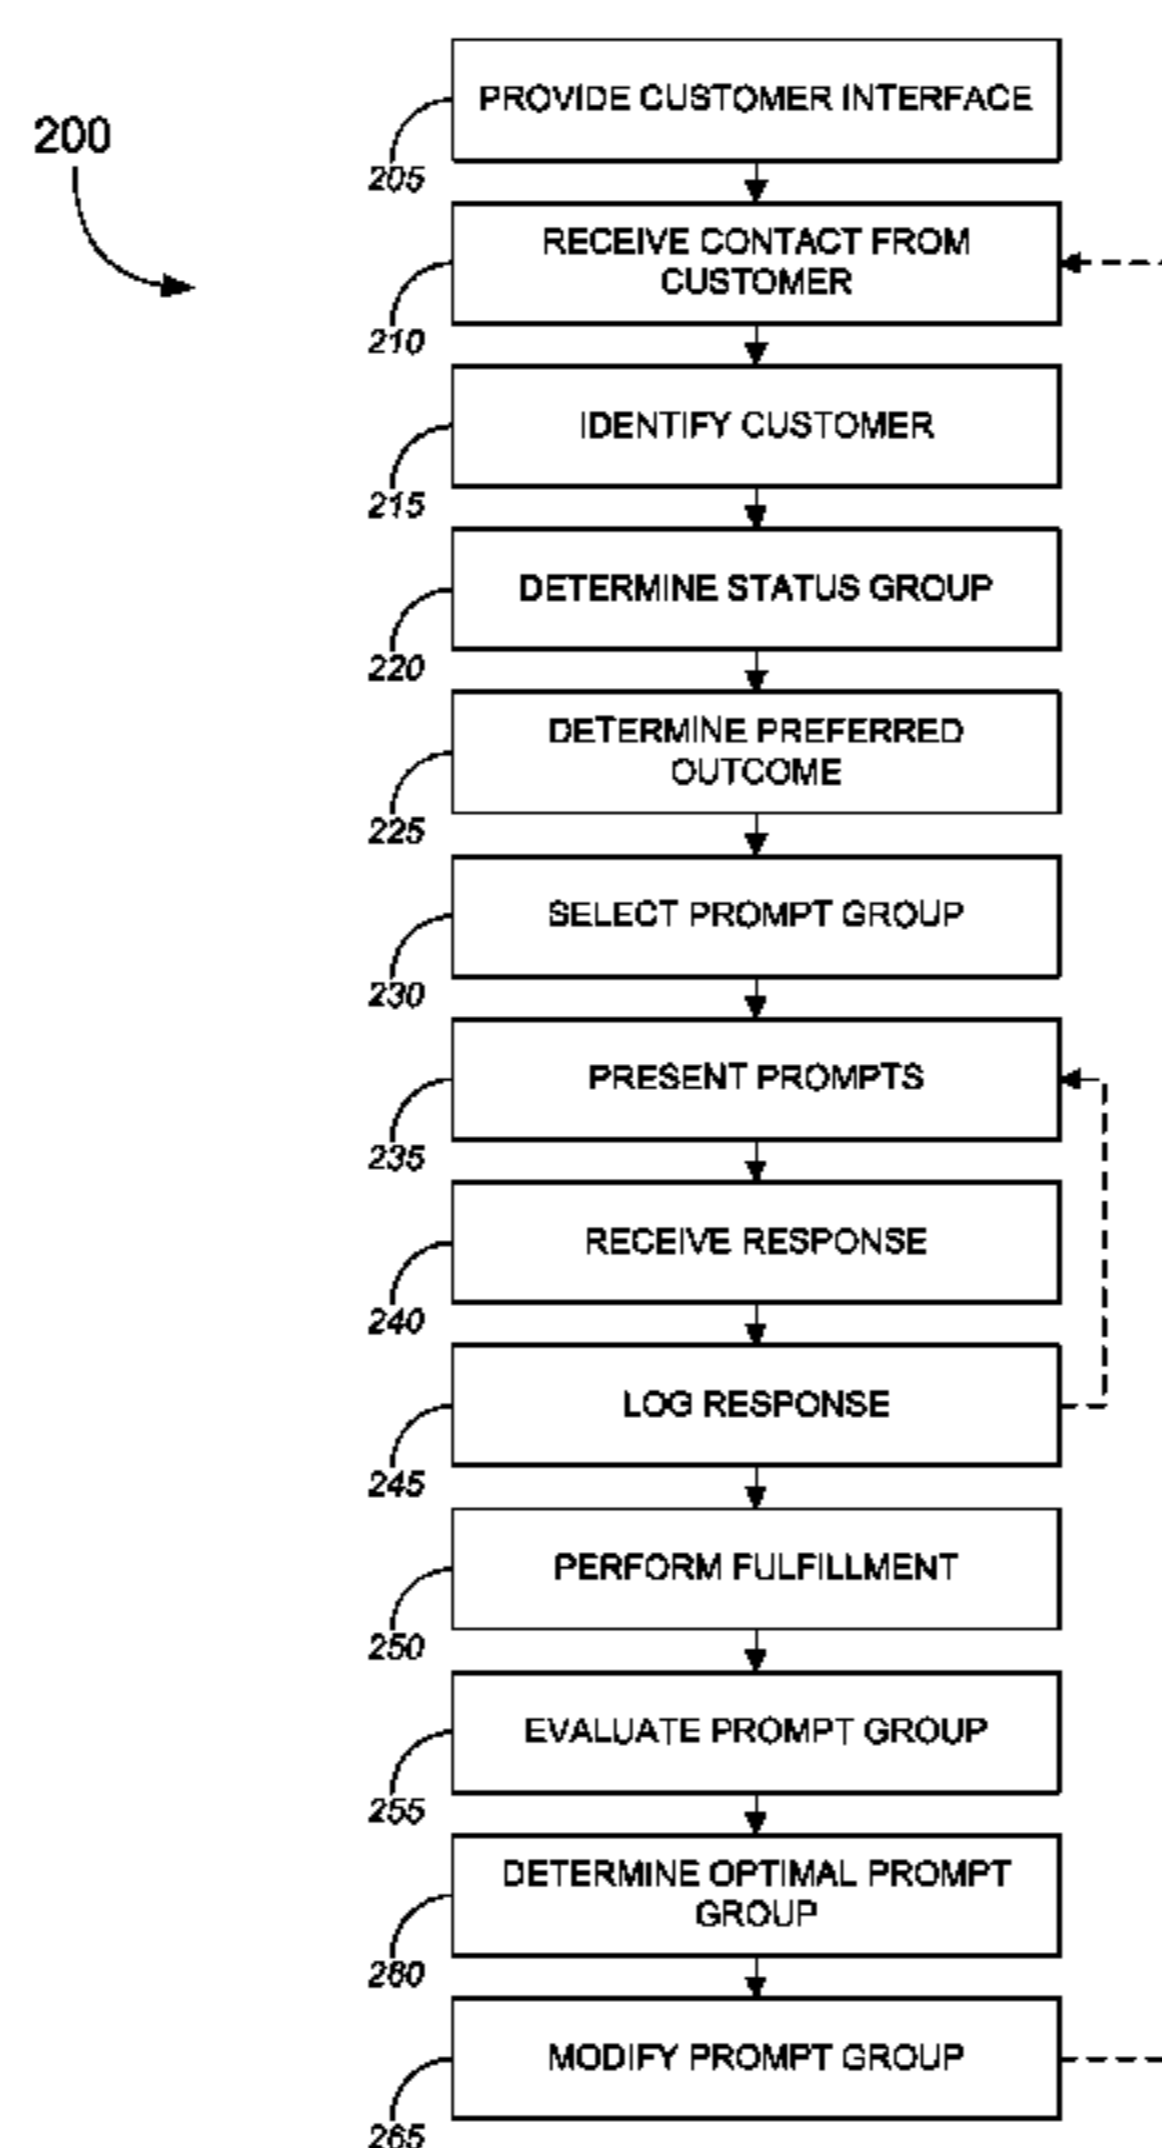 PROVIDE CUSTOMER INTERFACE
200
205
RECEIVE CONTACT FROM
CUSTOMER
210
IDENTIFY CUSTOMER
215
DETERMINE STATUS GROUP
220
DETERMINE PREFERRED
OUTCOME
225
SELECT PROMPT GROUP
230
PRESENT PROMPTS
235
RECEIVE RESPONSE
240
LOG RESPONSE
245
PERFORM FULFILLMENT
250
EVALUATE PROMPT GROUP
255
DETERMINE OPTIMAL PROMPT
GROUP
260
MODIFY PROMPT GROUP
265